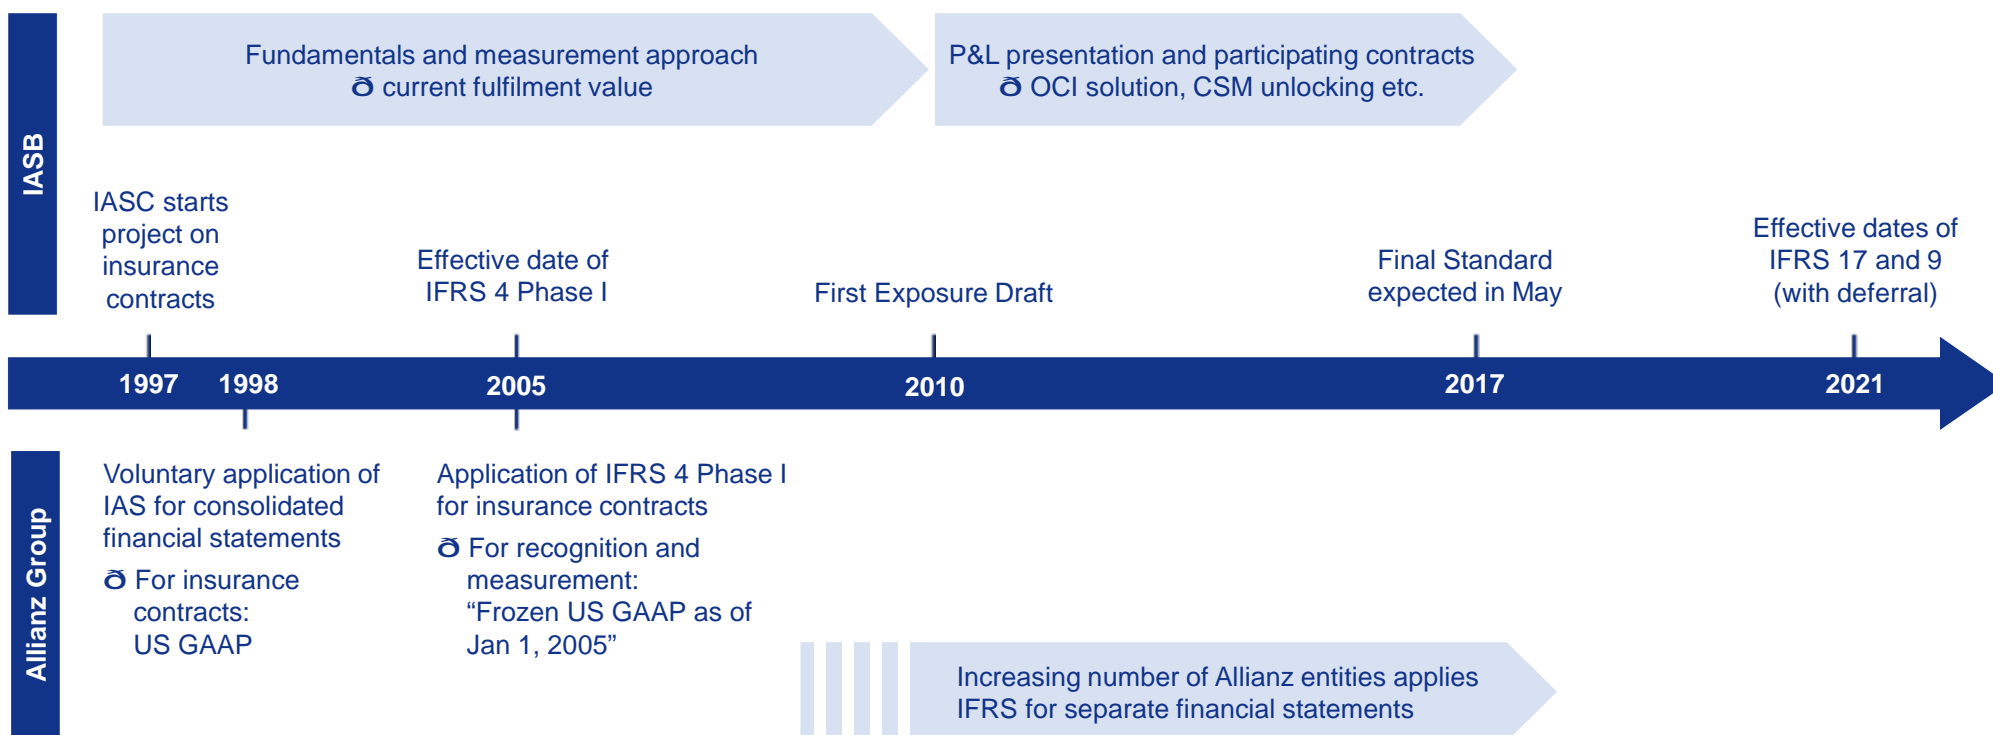 IASB
Fundamentals and measurement approach
ð current fulfilment value
P&L presentation and participating contracts
ð OCI solution, CSM unlocking etc.
IASC starts
project on
insurance
contracts
Effective date of
IFRS 4 Phase I
First Exposure Draft
Final Standard
expected in May
Effective dates of
IFRS 17 and 9
(with deferral)
1997 1998 2005 2010 2017 2021
Allianz Group
Voluntary application of
IAS for consolidated
financial statements
ð For insurance
contracts:
US GAAP
Application of IFRS 4 Phase I
for insurance contracts
ð For recognition and
measurement:
“Frozen US GAAP as of
Jan 1, 2005”
Increasing number of Allianz entities applies
IFRS for separate financial statements